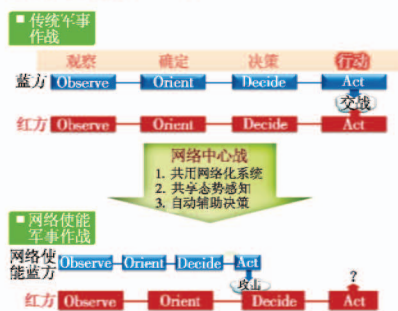 ■ 传统军事
作战
观察 确定 决策 行动
蓝方 Observe Orient Decide Act
交战
红方 Observe Orient Decide Act
网络中心战
1. 共用网络化系统
2. 共享态势感知
3. 自动辅助决策
■ 网络使能
军事作战
网络使
能蓝方 Observe Orient Decide Act
攻击 ?
红方 Observe Orient Decide Act